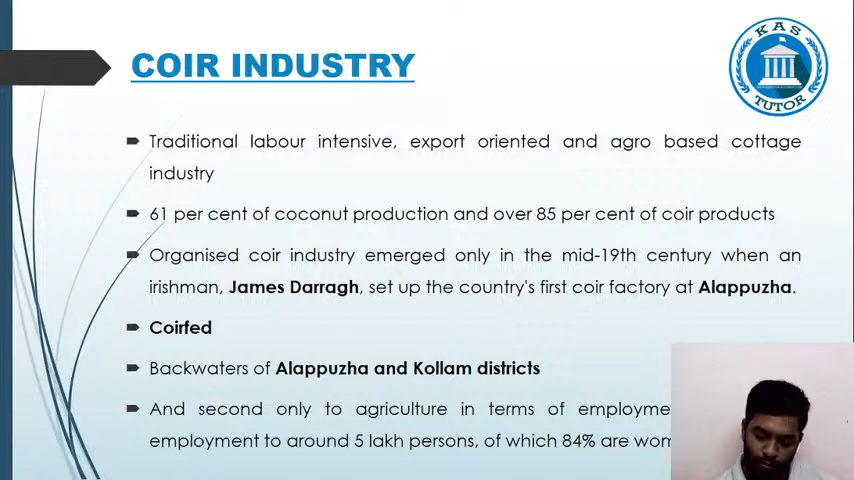 COIR INDUSTRY
KAS
TUTOR
Traditional labour intensive, export oriented and agro based cottage
industry
61 per cent of coconut production and over 85 per cent of coir products
Organised coir industry emerged only in the mid-19th century when an
irishman, James Darragh, set up the country's first coir factory at Alappuzha.
Coirfed
Backwaters of Alappuzha and Kollam districts
And second only to agriculture in terms of employme
employment to around 5 lakh persons, of which 84% are wom